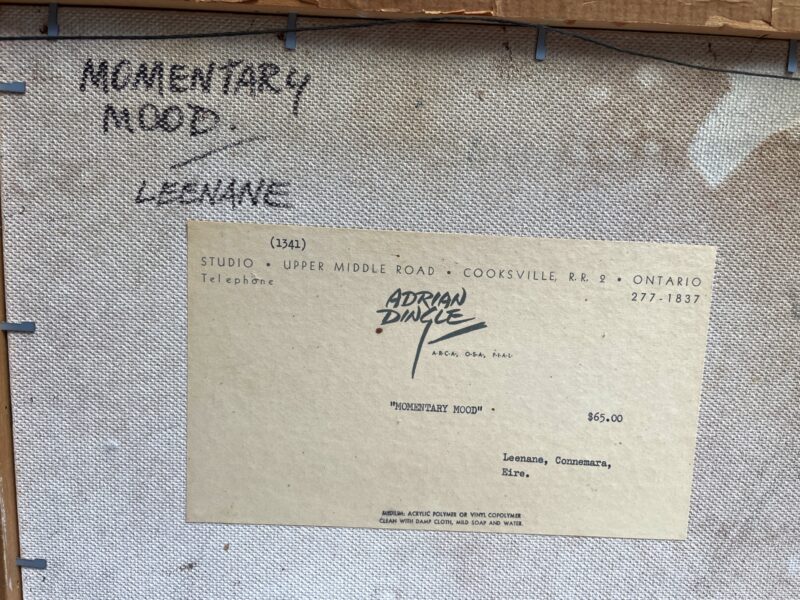 MOMENTARY
MOOD.
LEENANE
(1341)
STUDIO • UPPER MIDDLE ROAD • COOKSVILLE, R.R. 2 • ONTARIO
Telephone 277-1837
ADRIAN
DINGLE
A·R·C·A·, O·S·A·, F·I·A·L·
"MOMENTARY MOOD" $65.00
Leenane, Connemara,
Eire.
MEDIUM: ACRYLIC POLYMER OR VINYL COPOLYMER
CLEAN WITH DAMP CLOTH, MILD SOAP AND WATER.